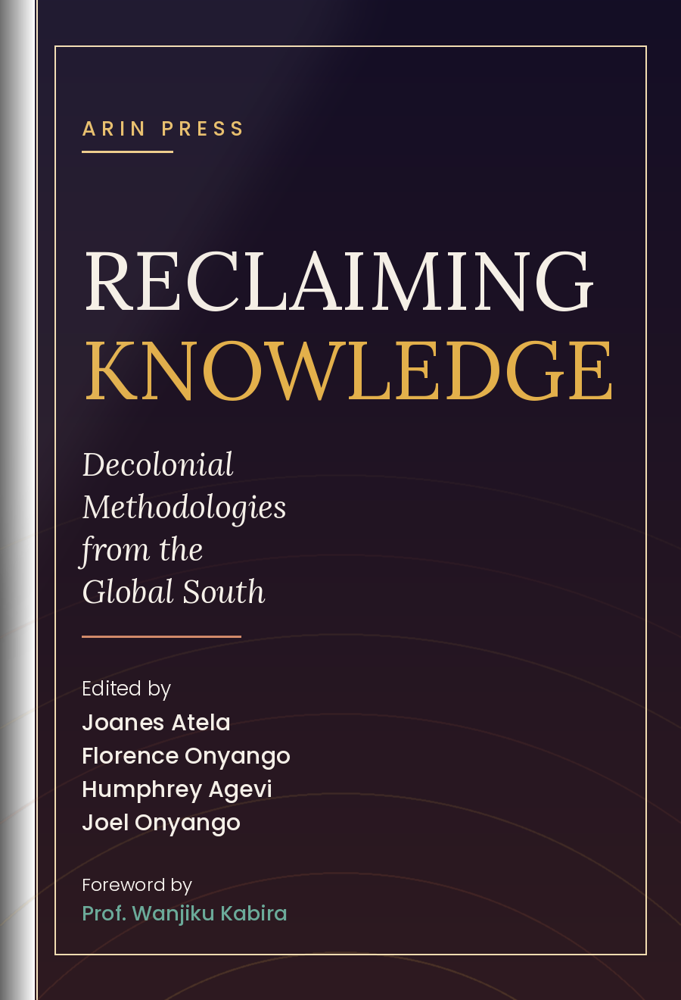 ARIN PRESS
RECLAIMING
KNOWLEDGE
Decolonial
Methodologies
from the
Global South
Edited by
Joanes Atela
Florence Onyango
Humphrey Agevi
Joel Onyango
Foreword by
Prof. Wanjiku Kabira